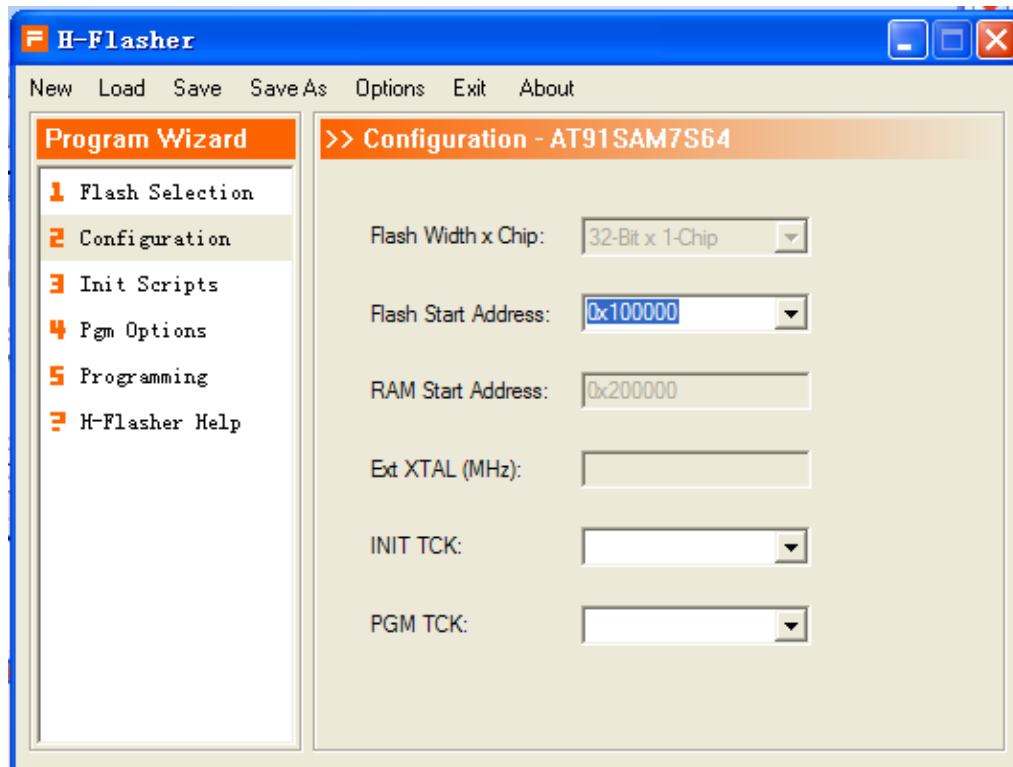 H-Flasher
New Load Save Save As Options Exit About
Program Wizard
1 Flash Selection
2 Configuration
3 Init Scripts
4 Pgm Options
5 Programming
? H-Flasher Help
>> Configuration - AT91SAM7S64
Flash Width x Chip: 32-Bit x 1-Chip
Flash Start Address: 0x100000
RAM Start Address: 0x200000
Ext XTAL (MHz):
INIT TCK:
PGM TCK: